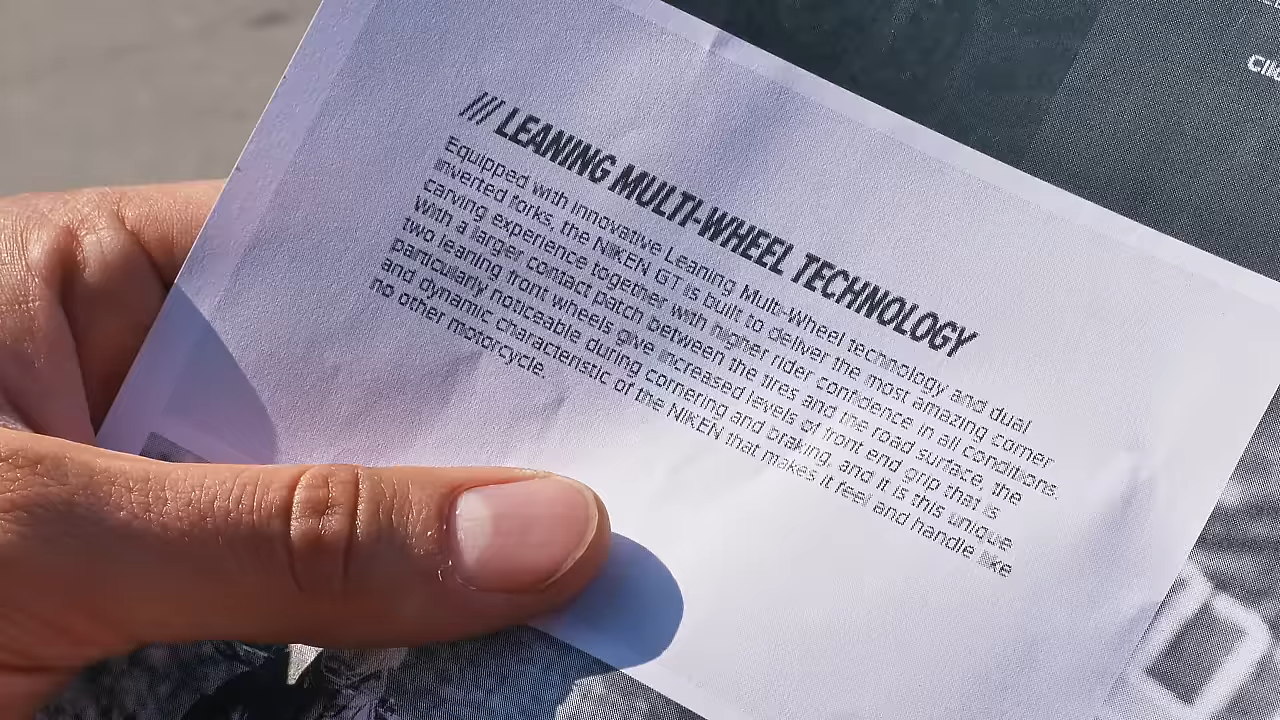 /// LEANING MULTI-WHEEL TECHNOLOGY
Equipped with innovative Leaning Multi-Wheel technology and dual
inverted forks, the NIKEN GT is built to deliver the most amazing corner
carving experience together with higher rider confidence in all conditions.
With a larger contact patch between the tires and the road surface, the
two leaning front wheels give increased levels of front end grip that is
particularly noticeable during cornering and braking, and it is this unique
and dynamic characteristic of the NIKEN that makes it feel and handle like
no other motorcycle.